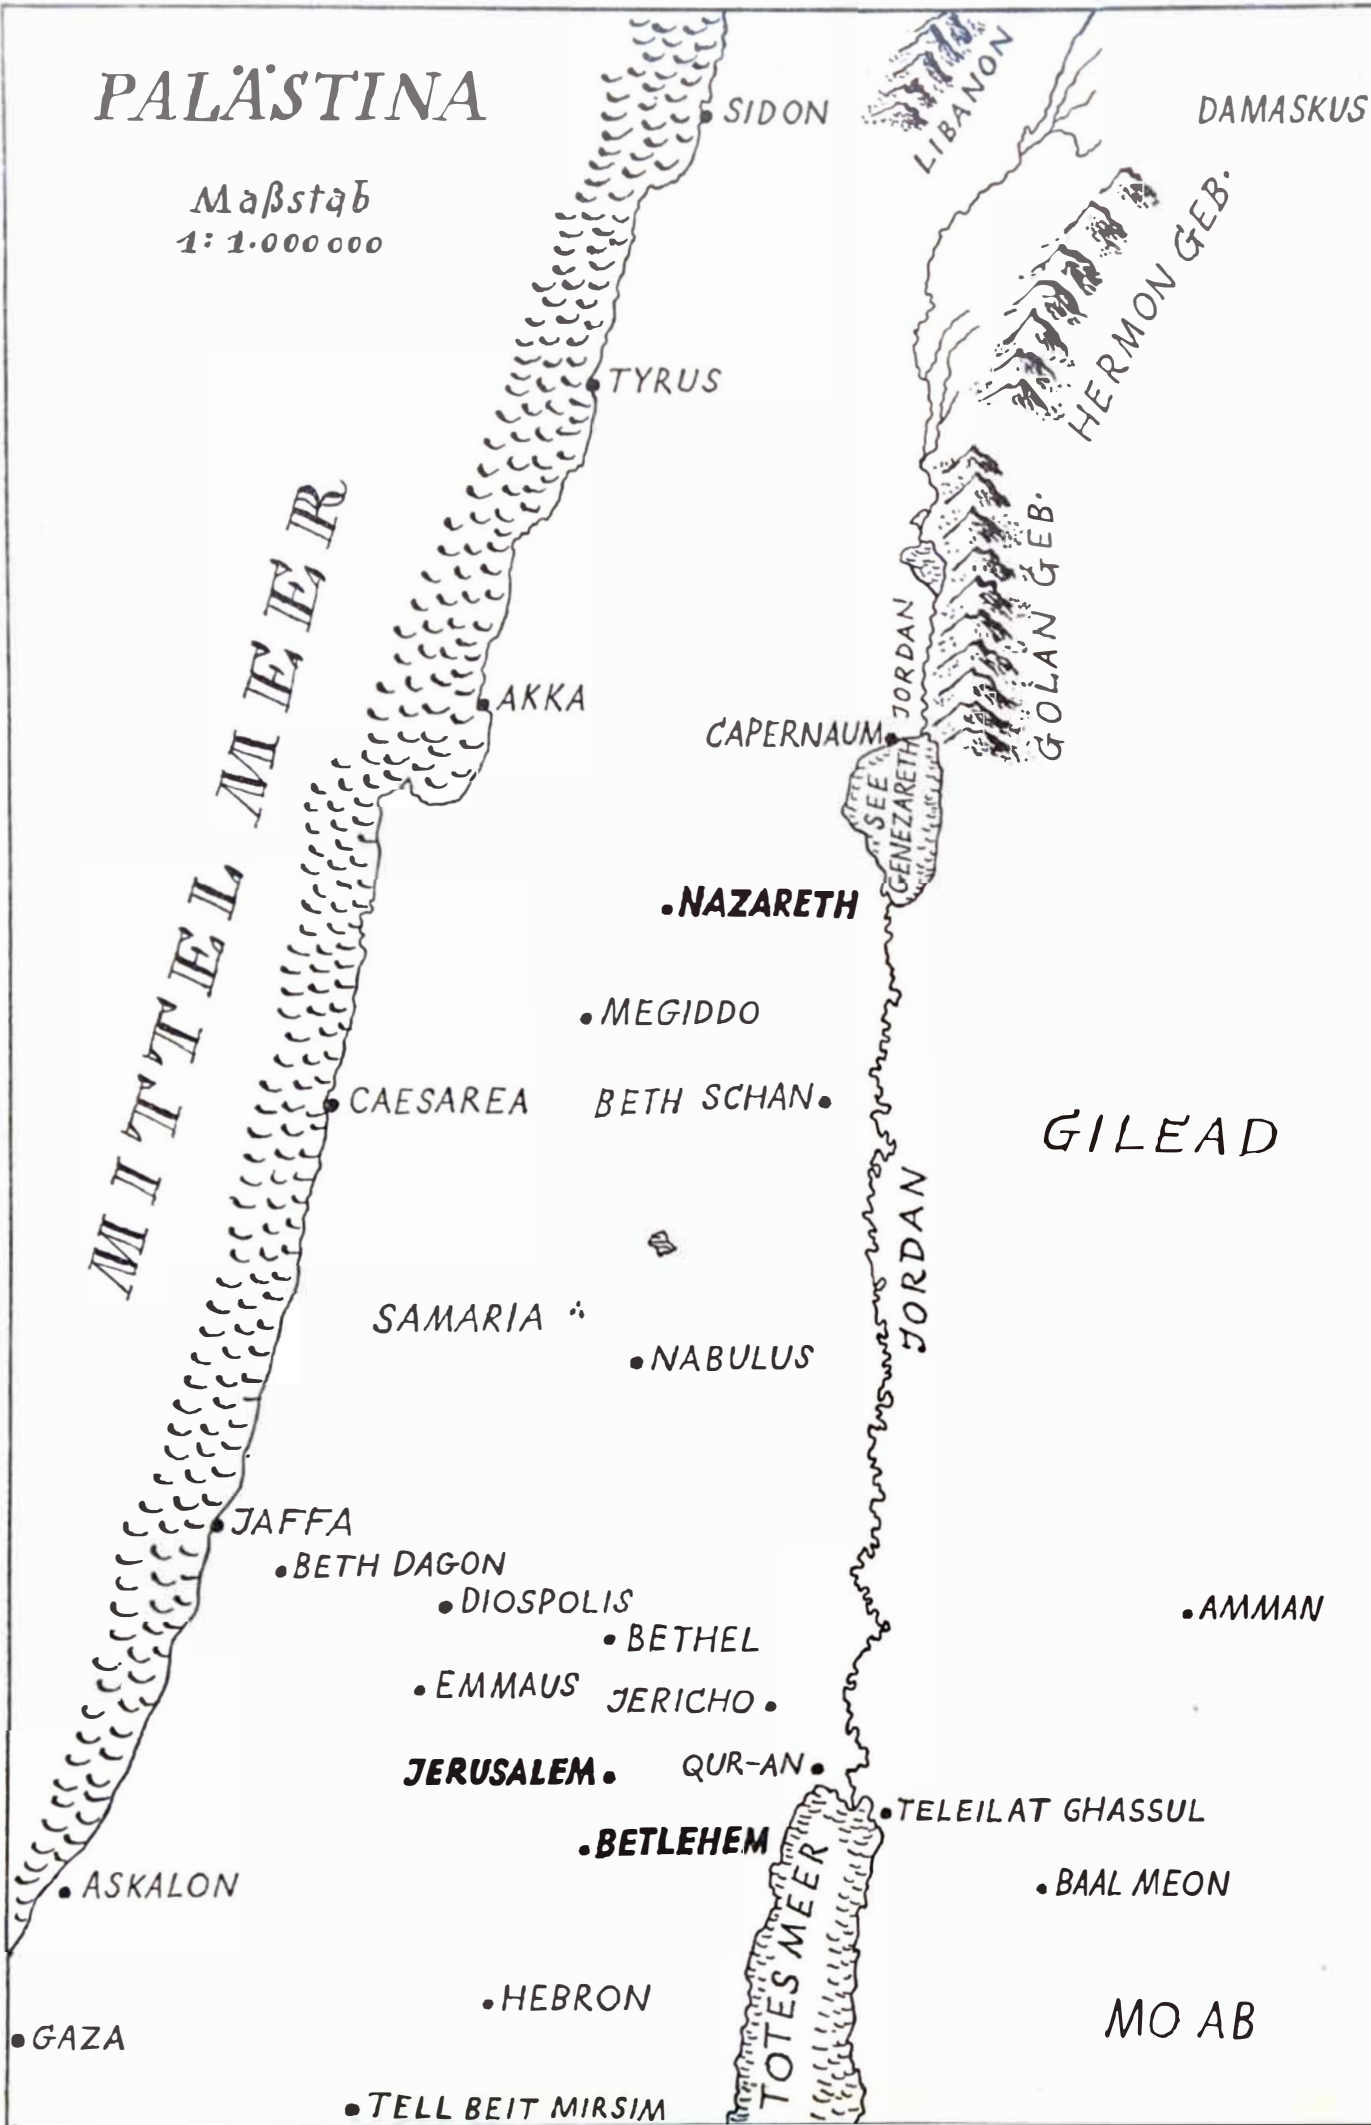 PALÄSTINA
Maßstab
1:1.000000
SIDON
LIBANON
DAMASKUS
HERMON GEB.
TYRUS
MITTEL MEER
GOLAN GEB.
JORDAN
AKKA
CAPERNAUM
SEE
GENEZARETH
NAZARETH
MEGIDDO
CAESAREA
BETH SCHAN
GILEAD
JORDAN
SAMARIA
NABULUS
JAFFA
BETH DAGON
DIOSPOLIS
BETHEL
AMMAN
EMMAUS
JERICHO
JERUSALEM
QUR-AN
TELEILAT GHASSUL
BETLEHEM
TOTES MEER
ASKALON
BAAL MEON
HEBRON
MO AB
GAZA
TELL BEIT MIRSIM